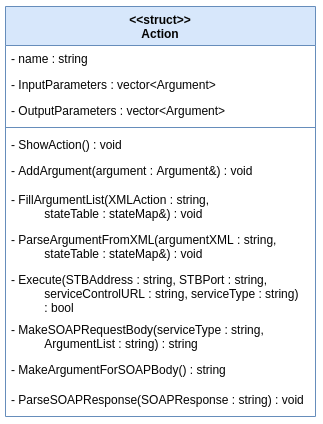 <<struct>>
Action
- name : string
- InputParameters : vector<Argument>
- OutputParameters : vector<Argument>
- ShowAction() : void
- AddArgument(argument : Argument&) : void
- FillArgumentList(XMLAction : string,
stateTable : stateMap&) : void
- ParseArgumentFromXML(argumentXML : string,
stateTable : stateMap&) : void
- Execute(STBAddress : string, STBPort : string,
serviceControlURL : string, serviceType : string)
: bool
- MakeSOAPRequestBody(serviceType : string,
ArgumentList : string) : string
- MakeArgumentForSOAPBody() : string
- ParseSOAPResponse(SOAPResponse : string) : void